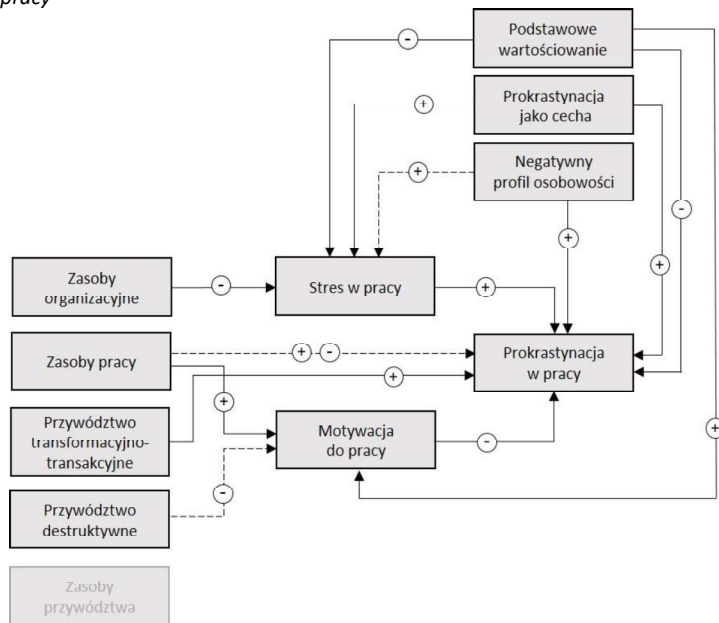 pracy
Podstawowe
wartościowanie
-
Prokrastynacja
jako cecha
+
Negatywny
profil osobowości
+
-
+
+
Zasoby
organizacyjne
-
Stres w pracy
+
Zasoby pracy
+ -
Prokrastynacja
w pracy
+
+
Przywództwo
transformacyjno-
transakcyjne
Motywacja
do pracy
-
+
-
Przywództwo
destruktywne
Zasoby
przywództwa